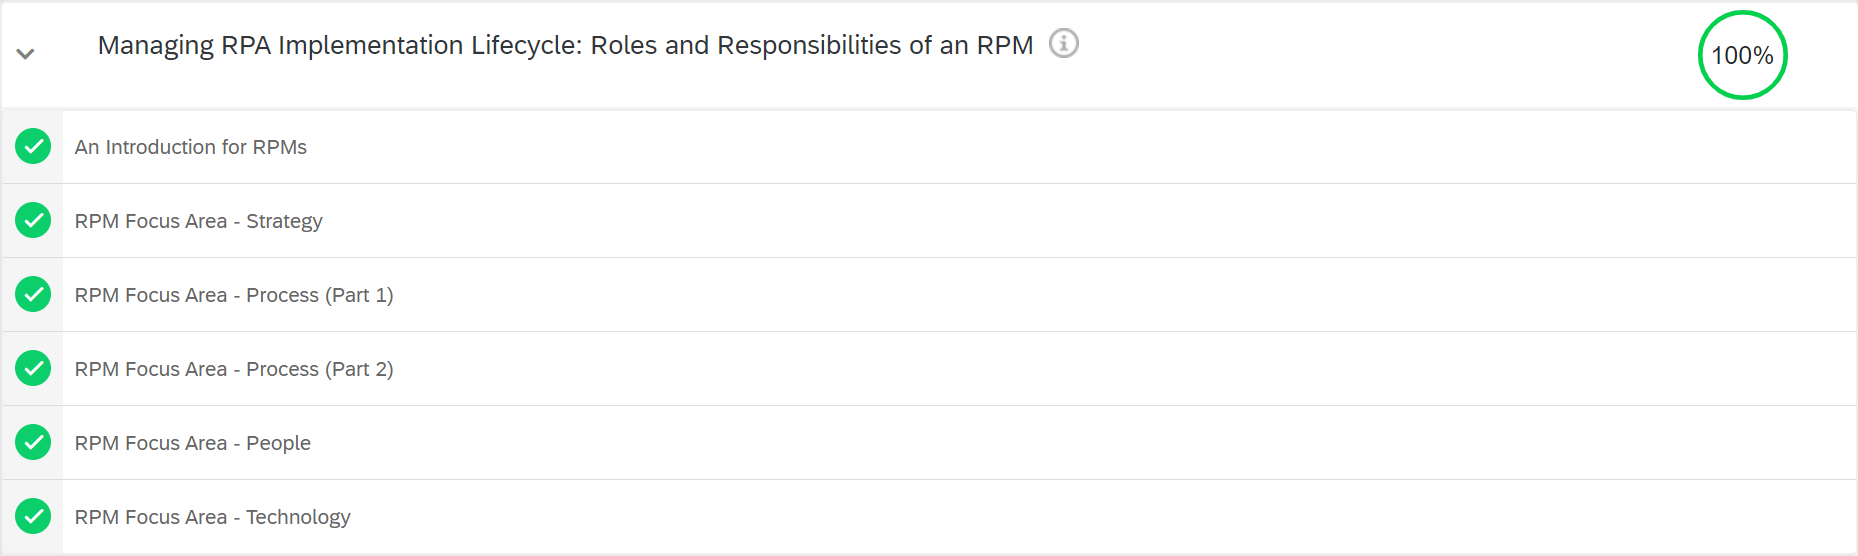 Managing RPA Implementation Lifecycle: Roles and Responsibilities of an RPM
100%
An Introduction for RPMs
RPM Focus Area - Strategy
RPM Focus Area - Process (Part 1)
RPM Focus Area - Process (Part 2)
RPM Focus Area - People
RPM Focus Area - Technology